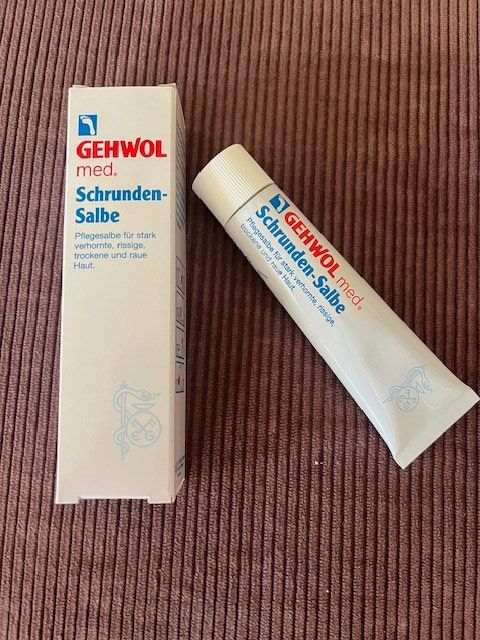 GEHWOL
med.®
Schrunden-
Salbe
Pflegesalbe für stark
verhornte, rissige,
trockene und raue
Haut.
GEHWOL med.®
Schrunden-Salbe
Pflegesalbe für stark verhornte, rissige,
trockene und raue Haut.